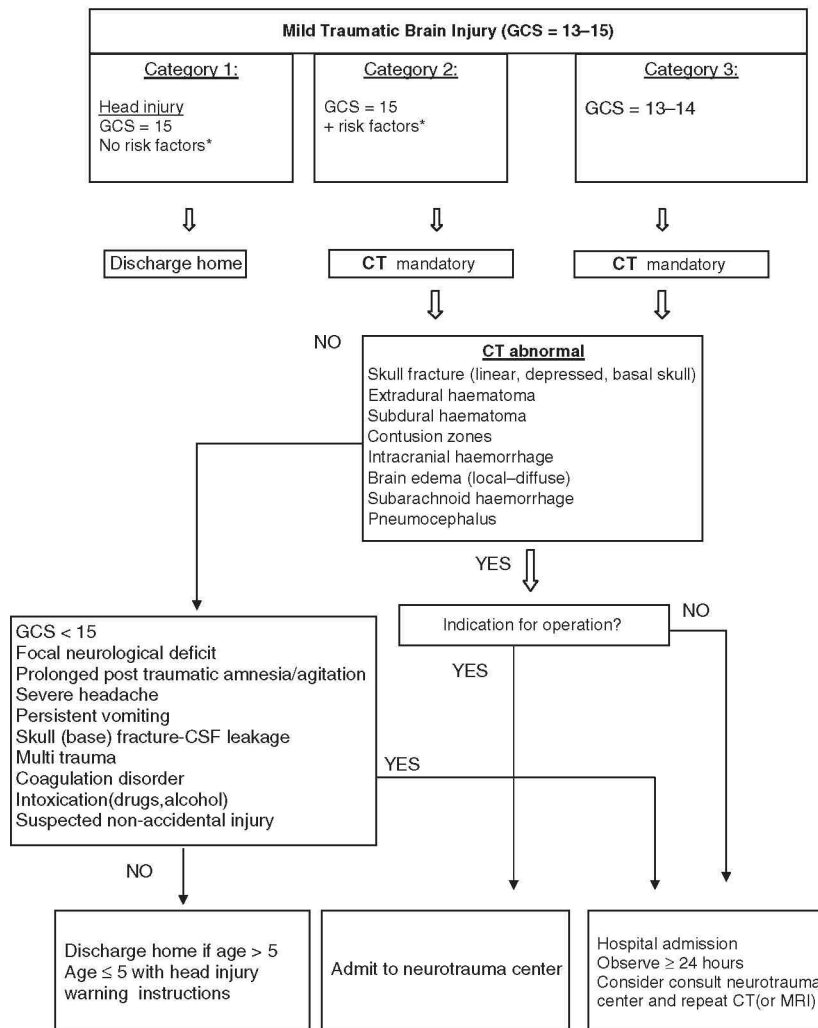 Mild Traumatic Brain Injury (GCS = 13–15)
Category 1:
Head injury
GCS = 15
No risk factors*
Category 2:
GCS = 15
+ risk factors*
Category 3:
GCS = 13–14
Discharge home
CT mandatory
CT mandatory
NO
CT abnormal
Skull fracture (linear, depressed, basal skull)
Extradural haematoma
Subdural haematoma
Contusion zones
Intracranial haemorrhage
Brain edema (local–diffuse)
Subarachnoid haemorrhage
Pneumocephalus
YES
Indication for operation?
NO
YES
GCS < 15
Focal neurological deficit
Prolonged post traumatic amnesia/agitation
Severe headache
Persistent vomiting
Skull (base) fracture-CSF leakage
Multi trauma
Coagulation disorder
Intoxication(drugs,alcohol)
Suspected non-accidental injury
YES
NO
Discharge home if age > 5
Age ≤ 5 with head injury
warning instructions
Admit to neurotrauma center
Hospital admission
Observe ≥ 24 hours
Consider consult neurotrauma
center and repeat CT(or MRI)